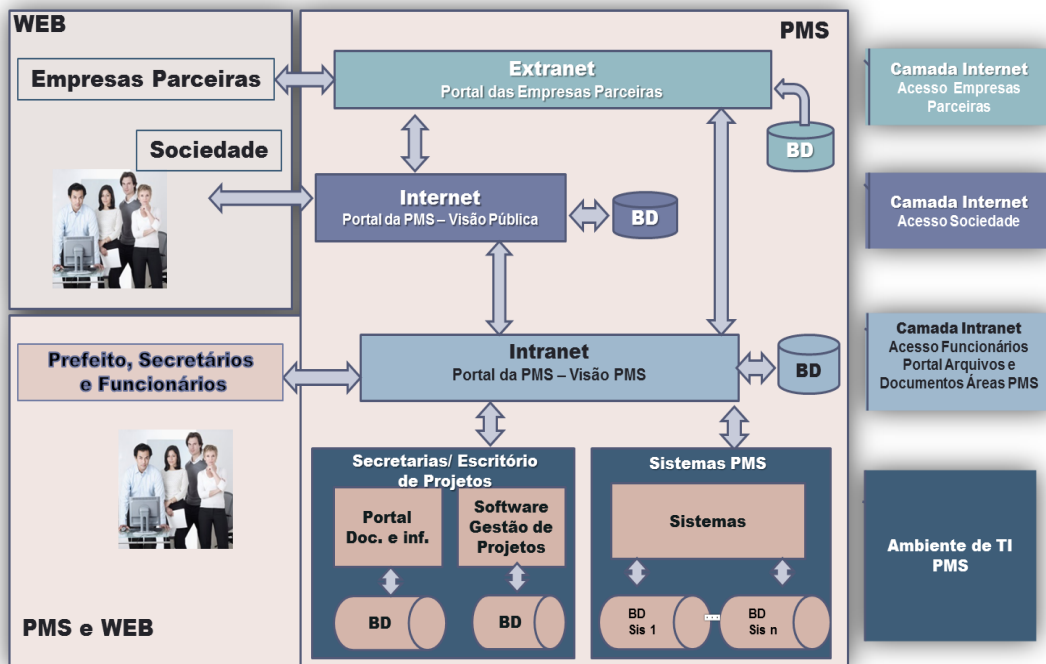 WEB
PMS
Empresas Parceiras
Extranet
Portal das Empresas Parceiras
BD
Camada Internet
Acesso Empresas
Parceiras
Sociedade
Internet
Portal da PMS – Visão Pública
BD
Camada Internet
Acesso Sociedade
Prefeito, Secretários
e Funcionários
Intranet
Portal da PMS – Visão PMS
BD
Camada Intranet
Acesso Funcionários
Portal Arquivos e
Documentos Áreas PMS
Secretarias/ Escritório
de Projetos
Portal
Doc. e inf.
Software
Gestão de
Projetos
BD
BD
Sistemas PMS
Sistemas
BD
Sis 1
...
BD
Sis n
Ambiente de TI
PMS
PMS e WEB